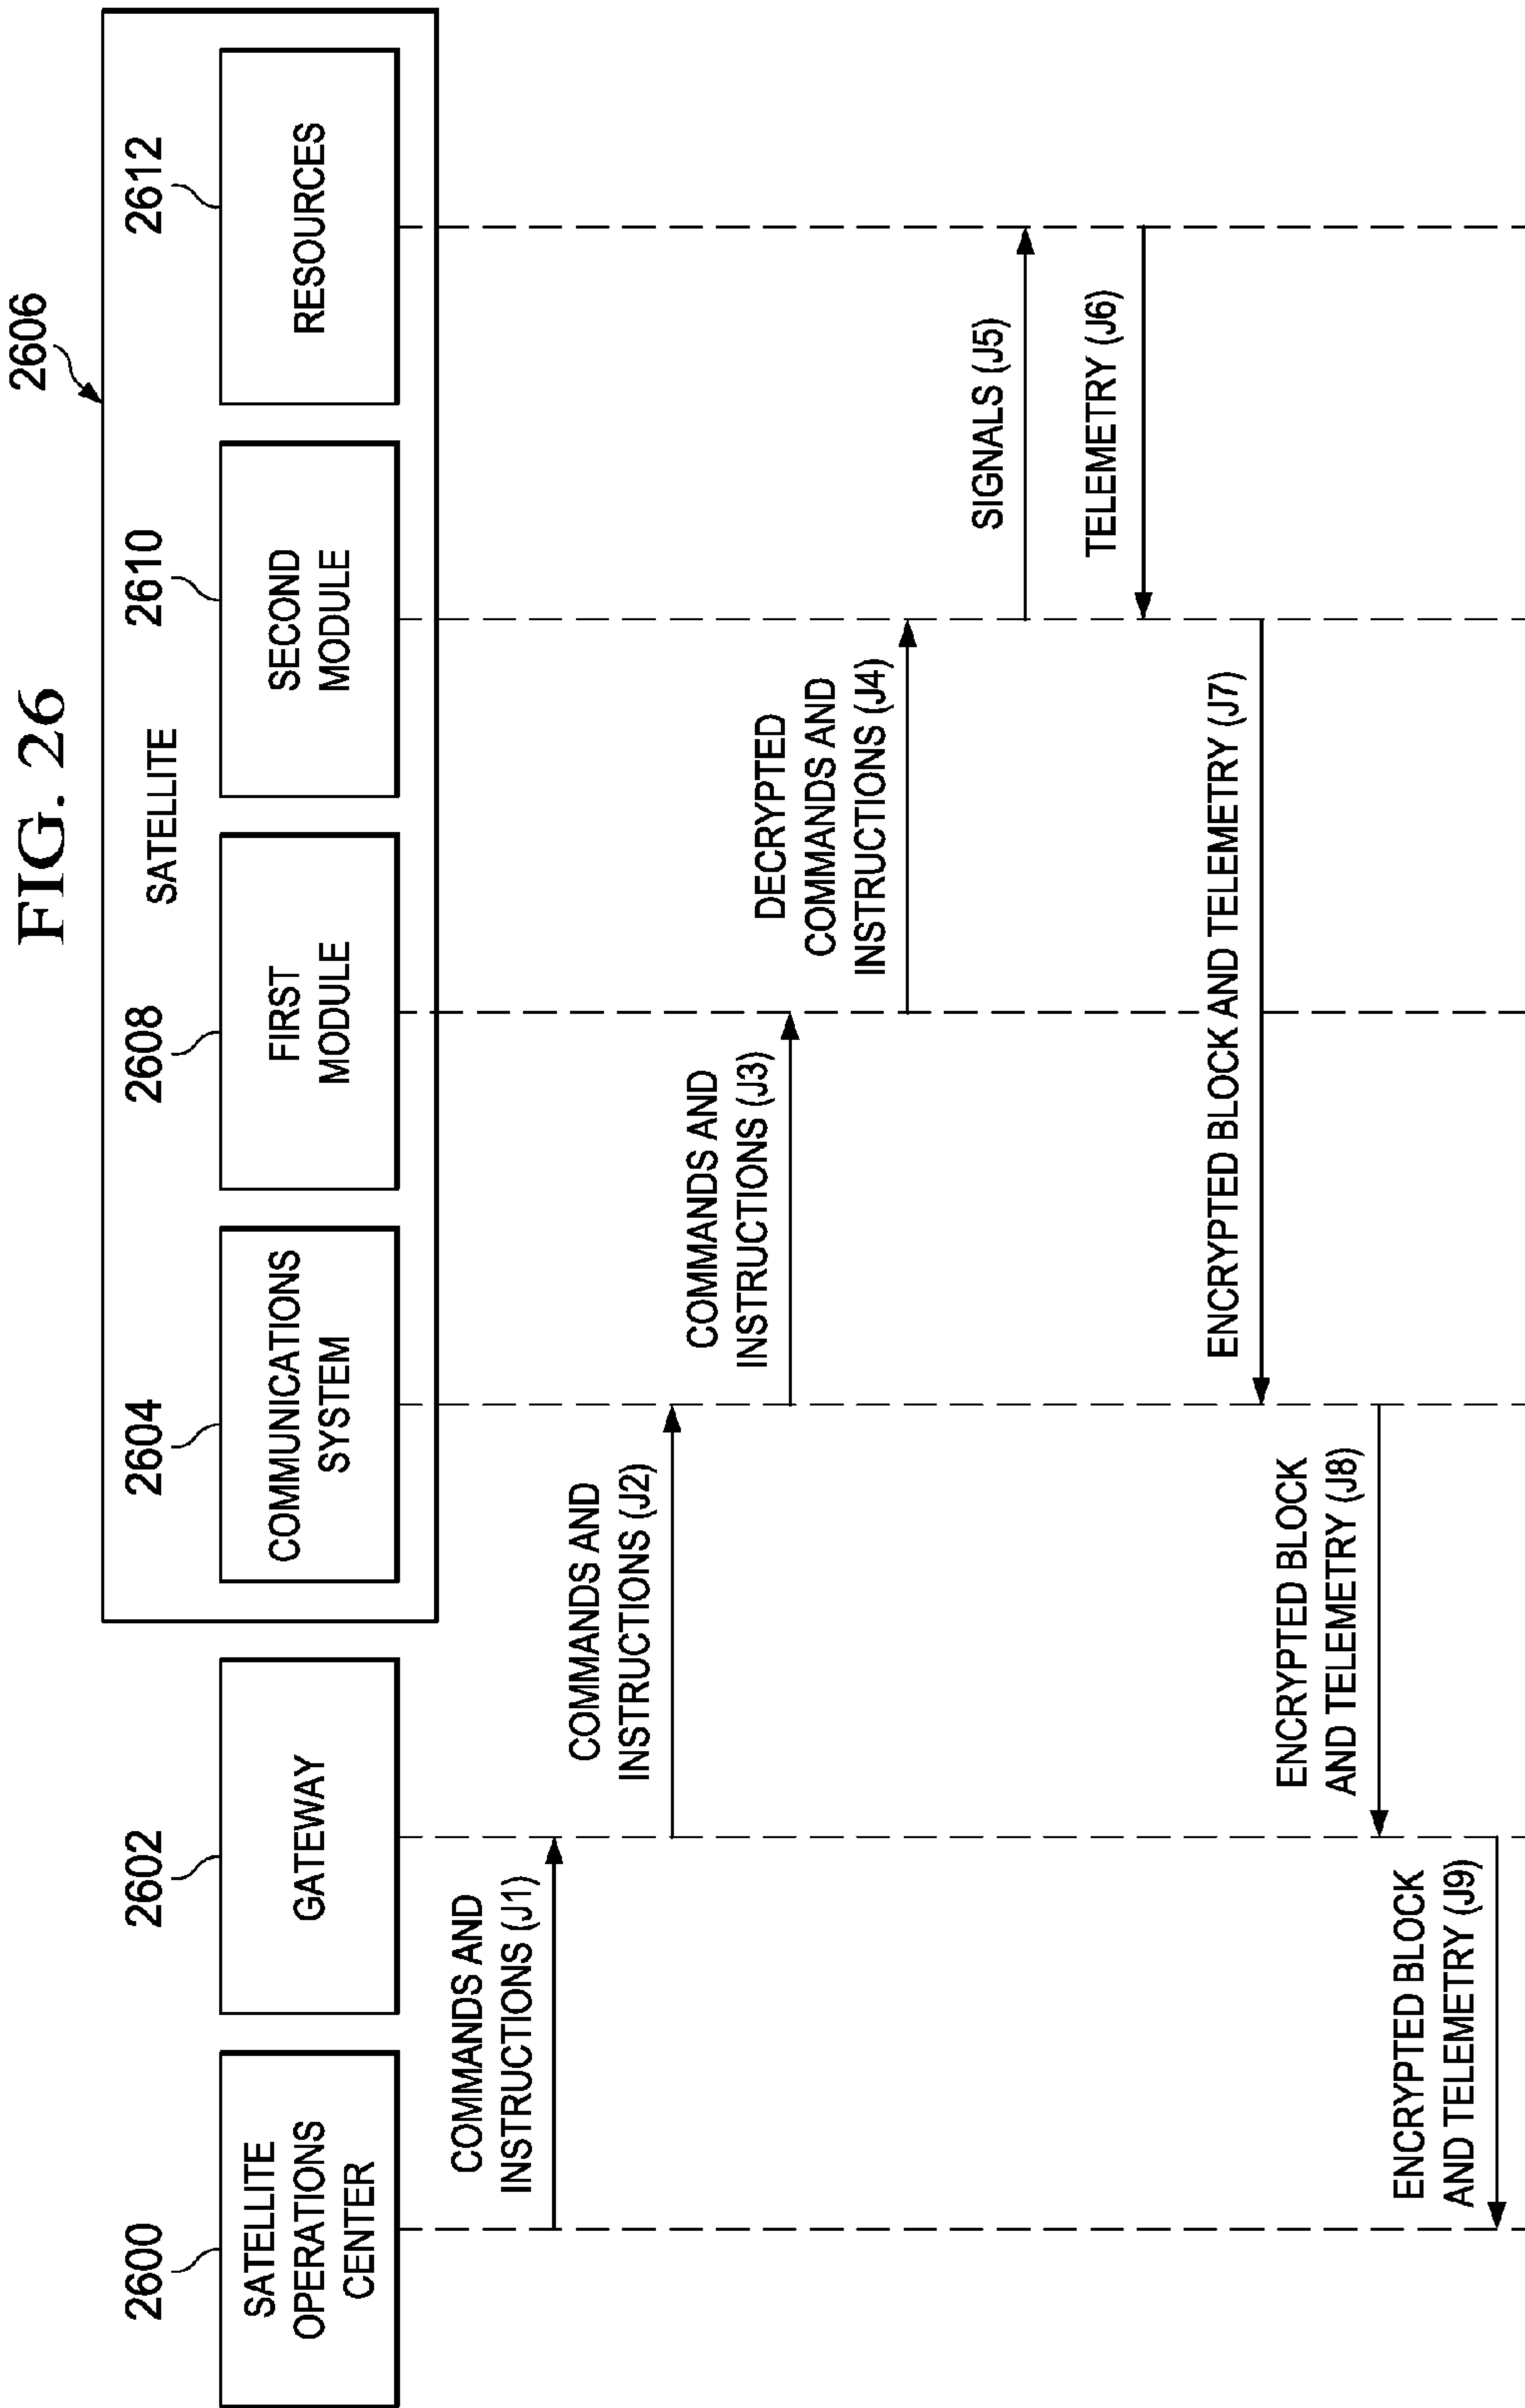 FIG. 26
2606
SATELLITE
2600
2602
2604
2608
2610
2612
SATELLITE
OPERATIONS
CENTER
GATEWAY
COMMUNICATIONS
SYSTEM
FIRST
MODULE
SECOND
MODULE
RESOURCES
COMMANDS AND
INSTRUCTIONS (J1)
COMMANDS AND
INSTRUCTIONS (J2)
COMMANDS AND
INSTRUCTIONS (J3)
DECRYPTED
COMMANDS AND
INSTRUCTIONS (J4)
SIGNALS (J5)
TELEMETRY (J6)
ENCRYPTED BLOCK AND TELEMETRY (J7)
ENCRYPTED BLOCK
AND TELEMETRY (J8)
ENCRYPTED BLOCK
AND TELEMETRY (J9)